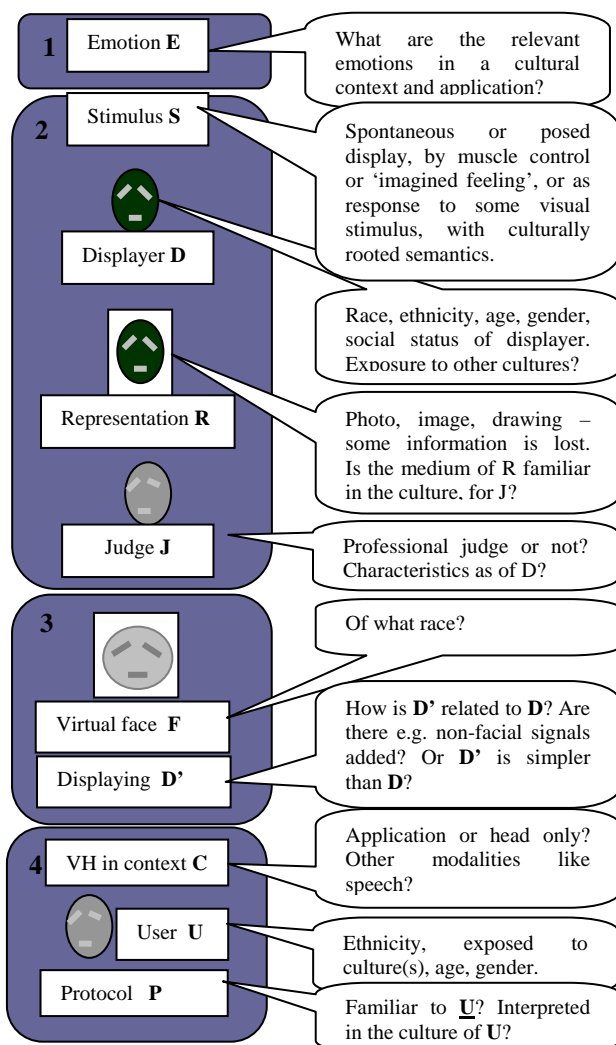 1
Emotion E
What are the relevant
emotions in a cultural
context and application?
2
Stimulus S
Spontaneous or posed
display, by muscle control
or ‘imagined feeling’, or as
response to some visual
stimulus, with culturally
rooted semantics.
Displayer D
Race, ethnicity, age, gender,
social status of displayer.
Exposure to other cultures?
Representation R
Photo, image, drawing –
some information is lost.
Is the medium of R familiar
in the culture, for J?
Judge J
Professional judge or not?
Characteristics as of D?
3
Of what race?
Virtual face F
Displaying D’
How is D’ related to D? Are
there e.g. non-facial signals
added? Or D’ is simpler
than D?
4
VH in context C
Application or head only?
Other modalities like
speech?
User U
Ethnicity, exposed to
culture(s), age, gender.
Protocol P
Familiar to U? Interpreted
in the culture of U?